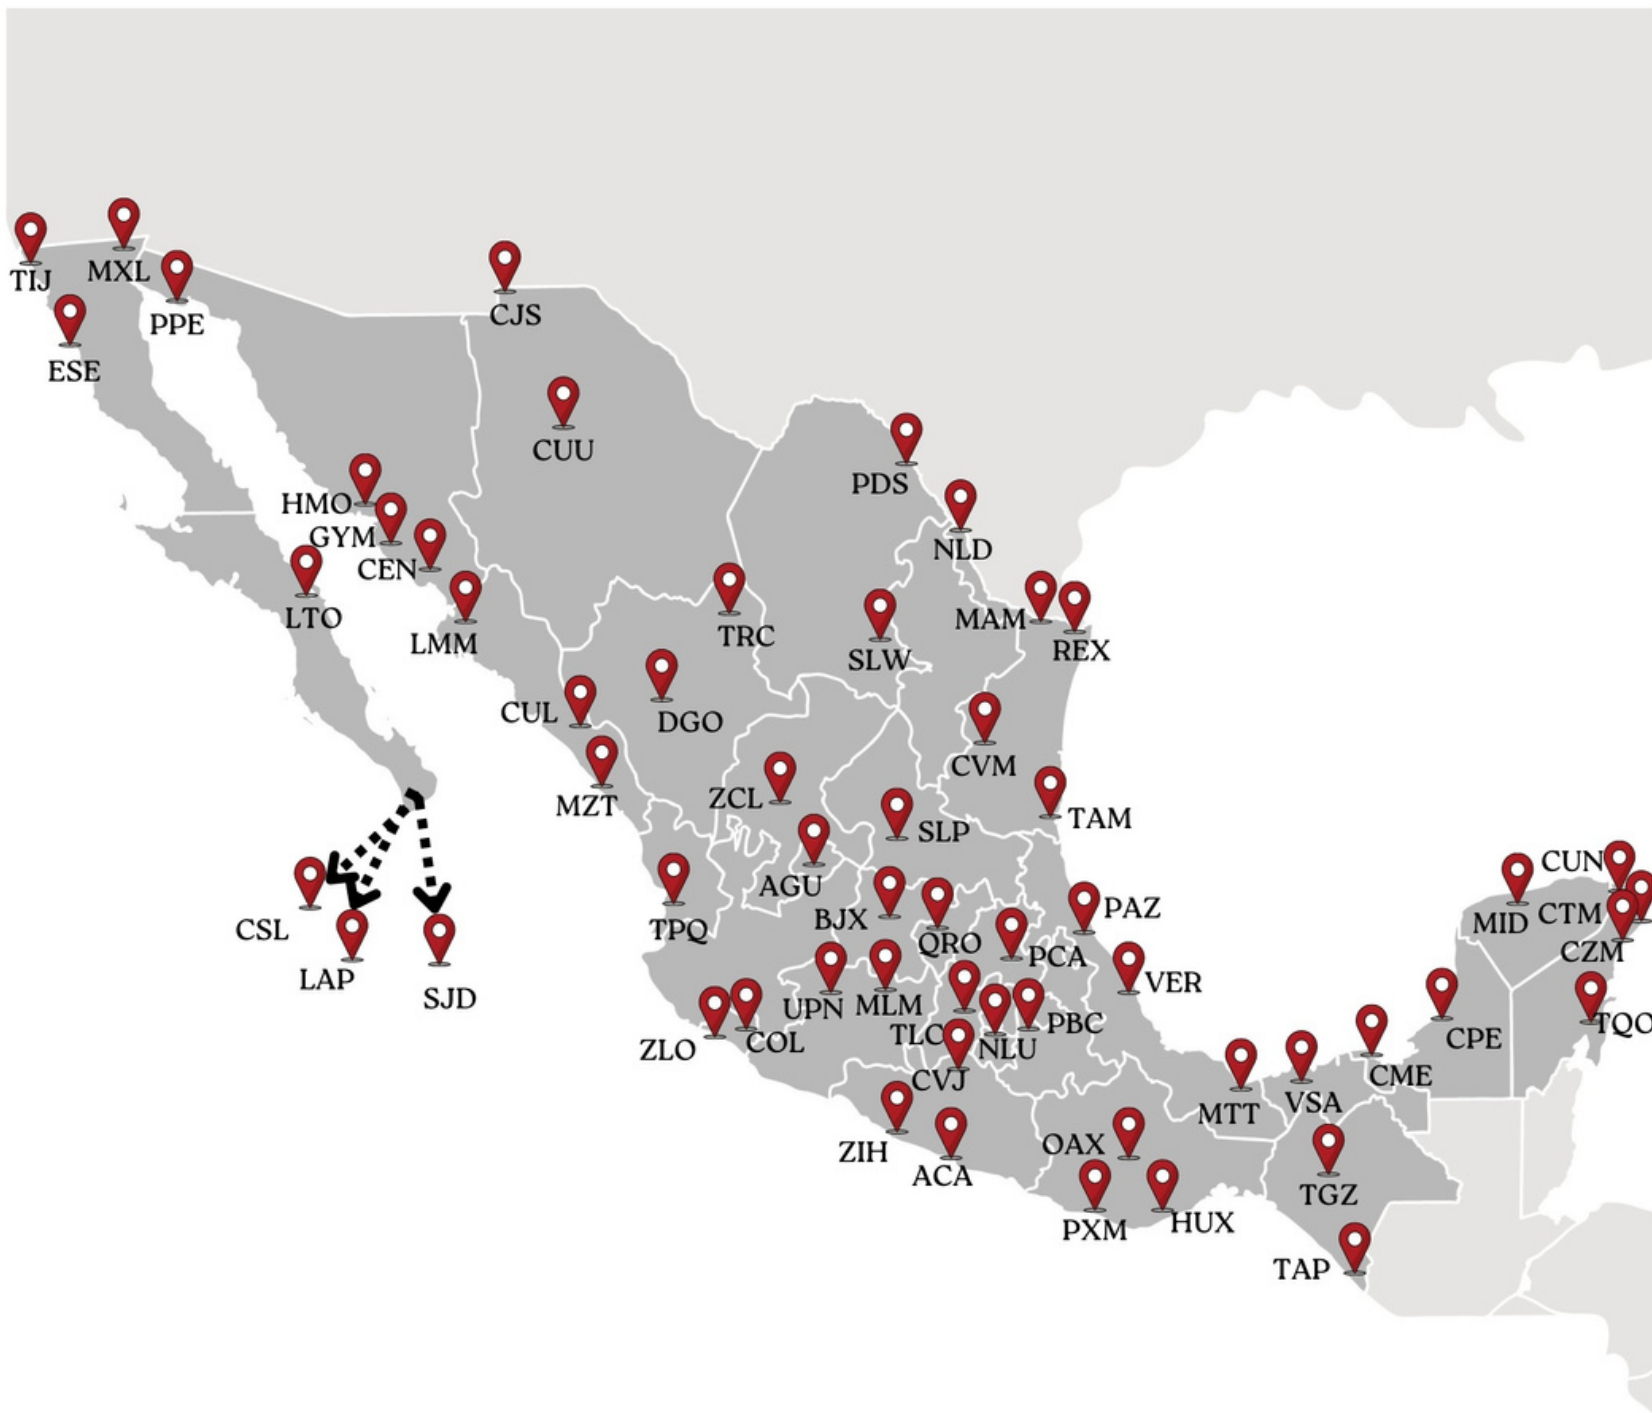 TIJ
MXL
PPE
CJS
ESE
CUU
PDS
HMO
GYM
NLD
CEN
LTO
LMM
TRC
MAM
SLW
REX
CUL
DGO
CVM
MZT
ZCL
TAM
SLP
AGU
CUN
BJX
PAZ
MID
CTM
CSL
TPQ
QRO
PCA
CZM
LAP
SJD
UPN
MLM
VER
ZLO
COL
TLC
NLU
PBC
CPE
TQO
CVJ
CME
MTT
VSA
ZIH
ACA
OAX
TGZ
PXM
HUX
TAP